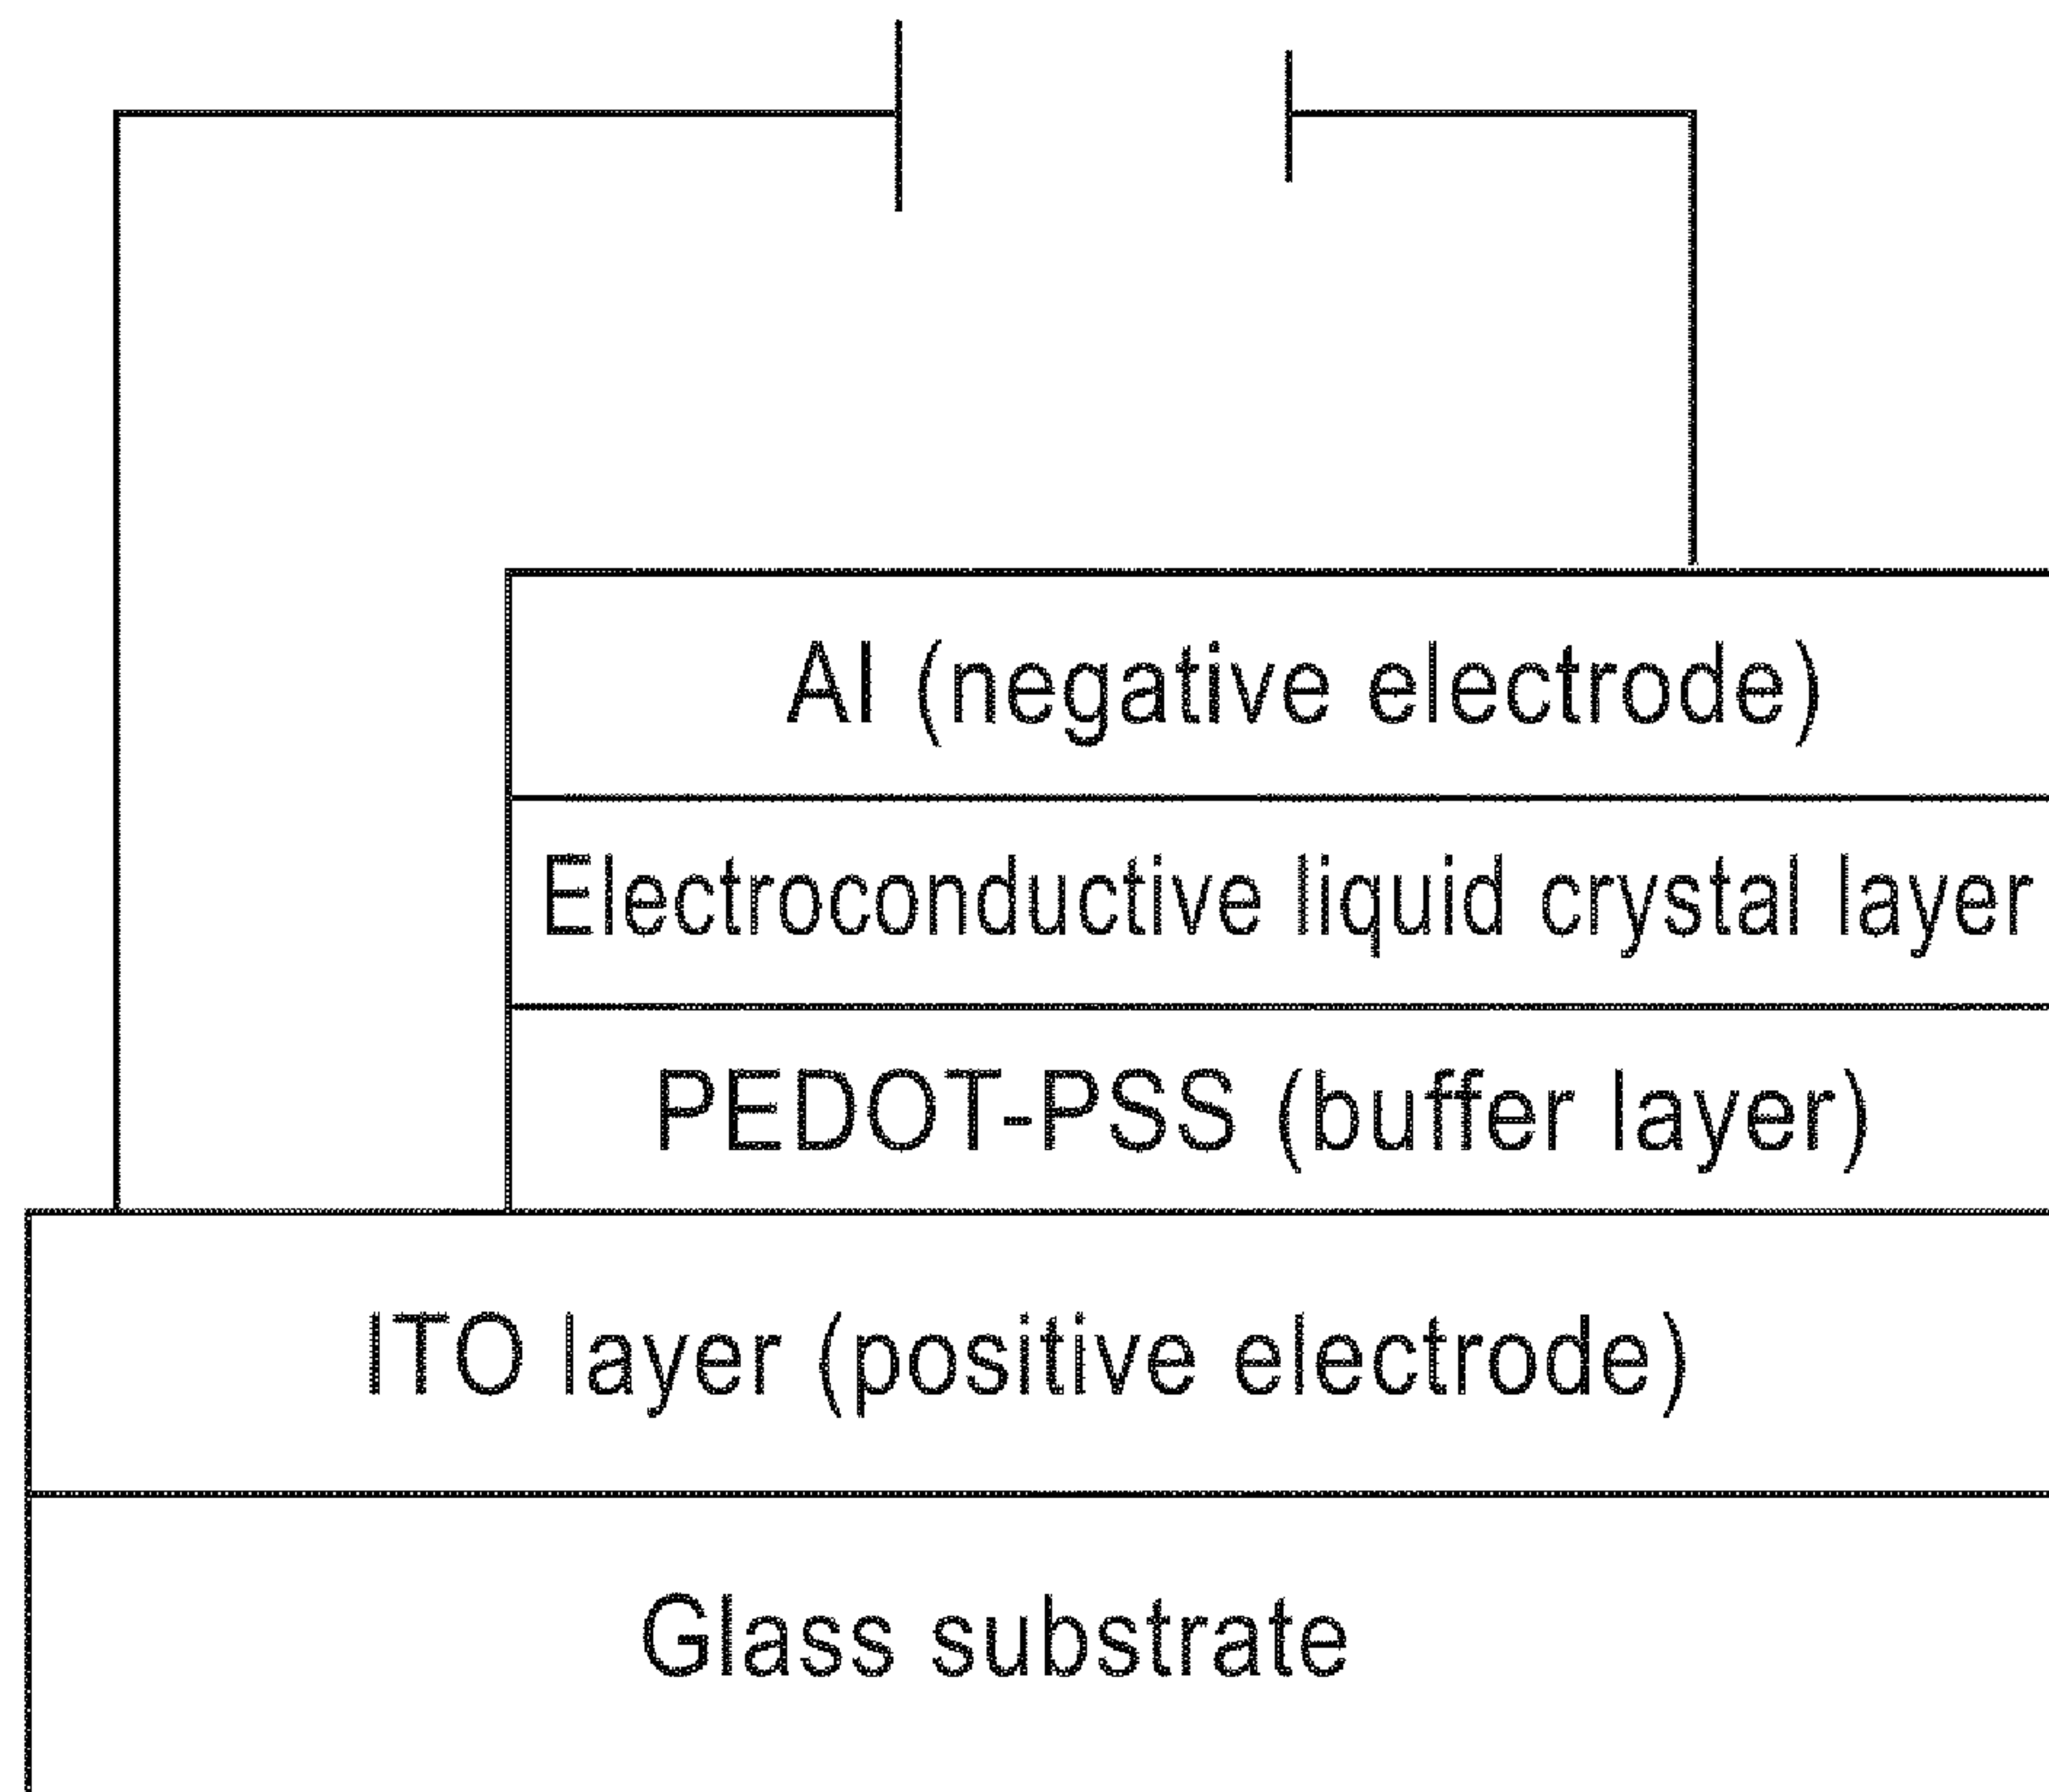 Al (negative electrode)
Electroconductive liquid crystal layer
PEDOT-PSS (buffer layer)
ITO layer (positive electrode)
Glass substrate